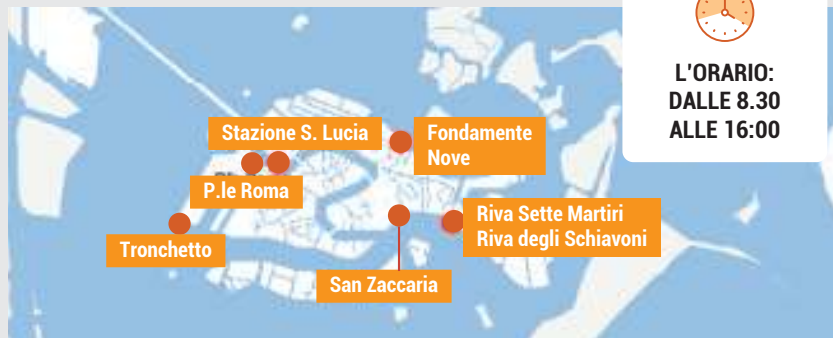 L'ORARIO:
DALLE 8.30
ALLE 16:00
Stazione S. Lucia
Fondamente
Nove
P.le Roma
Riva Sette Martiri
Riva degli Schiavoni
Tronchetto
San Zaccaria